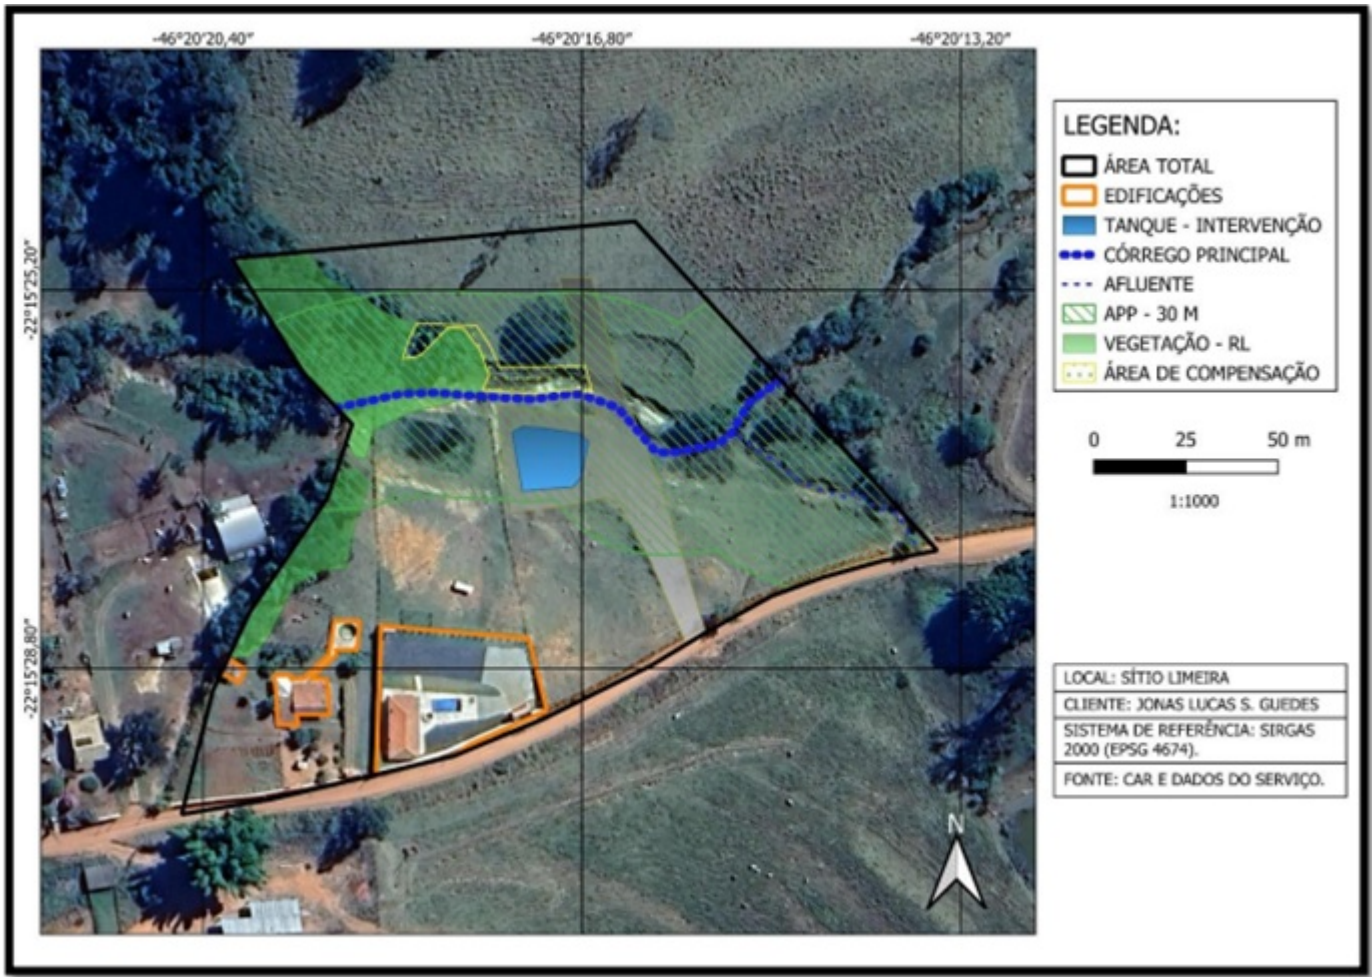 -46°20'20,40" -46°20'16,80" -46°20'13,20"
-22°15'25,20"
-22°15'28,80"
LEGENDA:
ÁREA TOTAL
EDIFICAÇÕES
TANQUE - INTERVENÇÃO
CÓRREGO PRINCIPAL
AFLUENTE
APP - 30 M
VEGETAÇÃO - RL
ÁREA DE COMPENSAÇÃO
0 25 50 m
1:1000
LOCAL: SÍTIO LIMEIRA
CLIENTE: JONAS LUCAS S. GUEDES
SISTEMA DE REFERÊNCIA: SIRGAS
2000 (EPSG 4674).
FONTE: CAR E DADOS DO SERVIÇO.
N